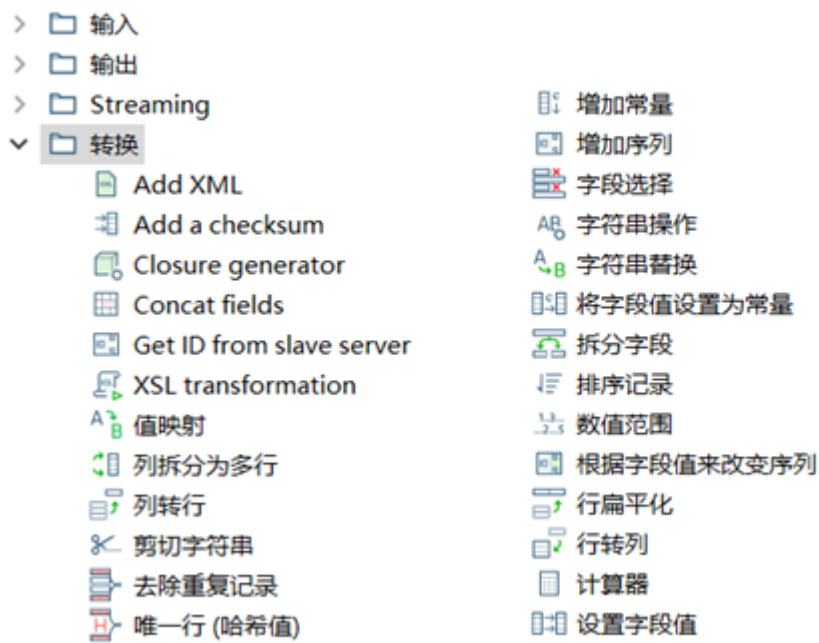 输入
输出
Streaming
转换
Add XML
Add a checksum
Closure generator
Concat fields
Get ID from slave server
XSL transformation
值映射
列拆分为多行
列转行
剪切字符串
去除重复记录
唯一行 (哈希值)
增加常量
增加序列
字段选择
字符串操作
字符串替换
将字段值设置为常量
拆分字段
排序记录
数值范围
根据字段值来改变序列
行扁平化
行转列
计算器
设置字段值